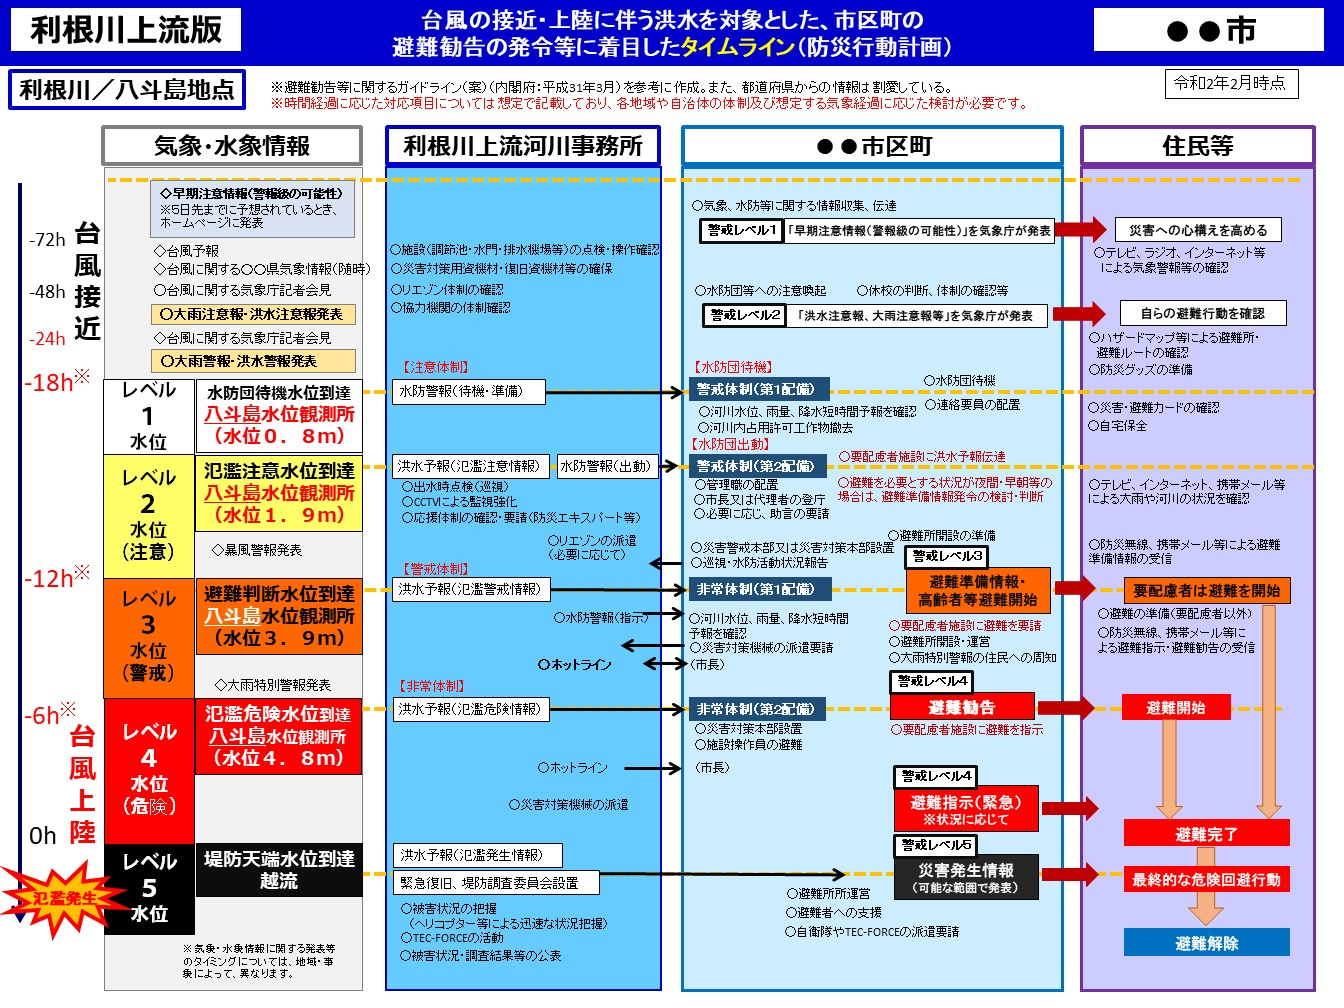 利根川上流版
台風の接近・上陸に伴う洪水を対象とした、市区町の
避難勧告の発令等に着目したタイムライン（防災行動計画）
●●市
利根川／八斗島地点
※避難勧告等に関するガイドライン（案）（内閣府：平成31年3月）を参考に作成。また、都道府県からの情報は割愛している。
※時間経過に応じた対応項目については想定で記載しており、各地域や自治体の体制及び想定する気象経過に応じた検討が必要です。
令和2年2月時点
気象・水象情報
利根川上流河川事務所
●●市区町
住民等
台風接近
-72h
-48h
-24h
-18h※
-12h※
-6h※
台風上陸
0h
氾濫発生
◇早期注意情報（警報級の可能性）
※5日先までに予想されているとき、
ホームページに発表
◇台風予報
◇台風に関する〇〇県気象情報（随時）
〇台風に関する気象庁記者会見
〇大雨注意報・洪水注意報発表
◇台風に関する気象庁記者会見
〇大雨警報・洪水警報発表
レベル
1
水位
水防団待機水位到達
八斗島水位観測所
（水位０．８ｍ）
レベル
2
水位
（注意）
氾濫注意水位到達
八斗島水位観測所
（水位１．９ｍ）
◇暴風警報発表
レベル
3
水位
（警戒）
避難判断水位到達
八斗島水位観測所
（水位３．９ｍ）
◇大雨特別警報発表
レベル
4
水位
（危険）
氾濫危険水位到達
八斗島水位観測所
（水位４．８ｍ）
レベル
5
水位
堤防天端水位到達
越流
※気象・水象情報に関する発表等
のタイミングについては、地域・事
象によって、異なります。
〇施設（調節池・水門・排水機場等）の点検・操作確認
〇災害対策用資機材・復旧資機材等の確保
〇リエゾン体制の確認
〇協力機関の体制確認
【注意体制】
水防警報（待機・準備）
洪水予報（氾濫注意情報）
水防警報（出動）
〇出水時点検（巡視）
〇CCTVによる監視強化
〇応援体制の確認・要請（防災エキスパート等）
〇リエゾンの派遣
（必要に応じて）
【警戒体制】
洪水予報（氾濫警戒情報）
〇水防警報（指示）
〇ホットライン
【非常体制】
洪水予報（氾濫危険情報）
〇ホットライン
〇災害対策機械の派遣
洪水予報（氾濫発生情報）
緊急復旧、堤防調査委員会設置
〇被害状況の把握
（ヘリコプター等による迅速な状況把握）
〇TEC-FORCEの活動
〇被害状況・調査結果等の公表
〇気象、水防等に関する情報収集、伝達
警戒レベル1
「早期注意情報（警報級の可能性）」を気象庁が発表
〇水防団等への注意喚起
〇休校の判断、体制の確認等
警戒レベル2
「洪水注意報、大雨注意報等」を気象庁が発表
【水防団待機】
警戒体制（第1配備）
〇水防団待機
〇連絡要員の配置
〇河川水位、雨量、降水短時間予報を確認
〇河川内占用許可工作物撤去
【水防団出動】
警戒体制（第2配備）
〇要配慮者施設に洪水予報伝達
〇管理職の配置
〇市長又は代理者の登庁
〇必要に応じ、助言の要請
〇避難を必要とする状況が夜間・早朝等の
場合は、避難準備情報発令の検討・判断
〇避難所開設の準備
〇災害警戒本部又は災害対策本部設置
〇巡視・水防活動状況報告
警戒レベル3
非常体制（第1配備）
避難準備情報・
高齢者等避難開始
〇河川水位、雨量、降水短時間
予報を確認
〇災害対策機械の派遣要請
（市長）
〇要配慮者施設に避難を要請
〇避難所開設・運営
〇大雨特別警報の住民への周知
警戒レベル4
非常体制（第2配備）
避難勧告
〇災害対策本部設置
〇施設操作員の避難
〇要配慮者施設に避難を指示
（市長）
警戒レベル4
避難指示（緊急）
※状況に応じて
警戒レベル5
災害発生情報
（可能な範囲で発表）
〇避難所所運営
〇避難者への支援
〇自衛隊やTEC-FORCEの派遣要請
災害への心構えを高める
〇テレビ、ラジオ、インターネット等
による気象警報等の確認
自らの避難行動を確認
〇ハザードマップ等による避難所・
避難ルートの確認
〇防災グッズの準備
〇災害・避難カードの確認
〇自宅保全
〇テレビ、インターネット、携帯メール等
による大雨や河川の状況を確認
〇防災無線、携帯メール等による避難
準備情報の受信
要配慮者は避難を開始
〇避難の準備（要配慮者以外）
〇防災無線、携帯メール等に
よる避難指示・避難勧告の受信
避難開始
避難完了
最終的な危険回避行動
避難解除